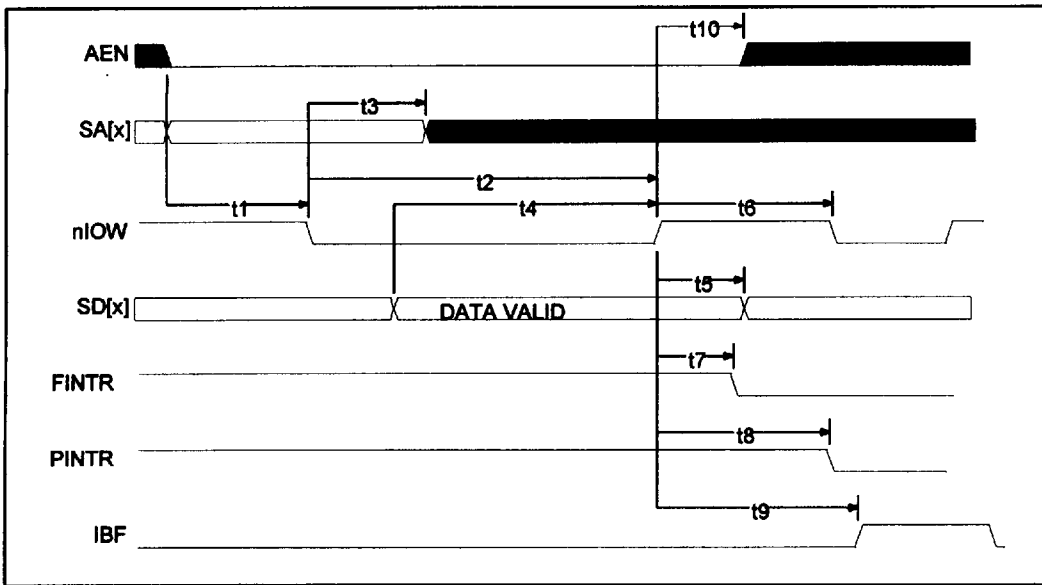 t10
AEN
t3
SA[x]
t2
t1
t4
t6
nIOW
t5
SD[x]
DATA VALID
t7
FINTR
t8
PINTR
t9
IBF